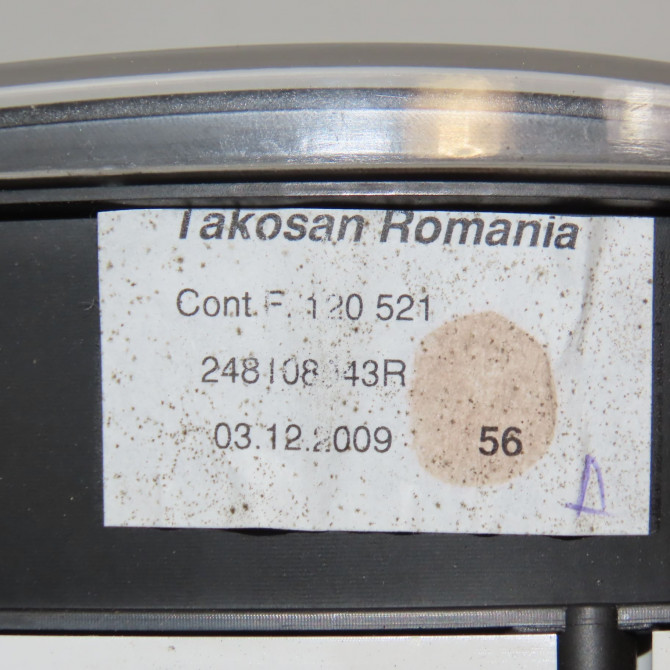 Takosan Romania
Cont F. 120 521
03.12.2009
56
D